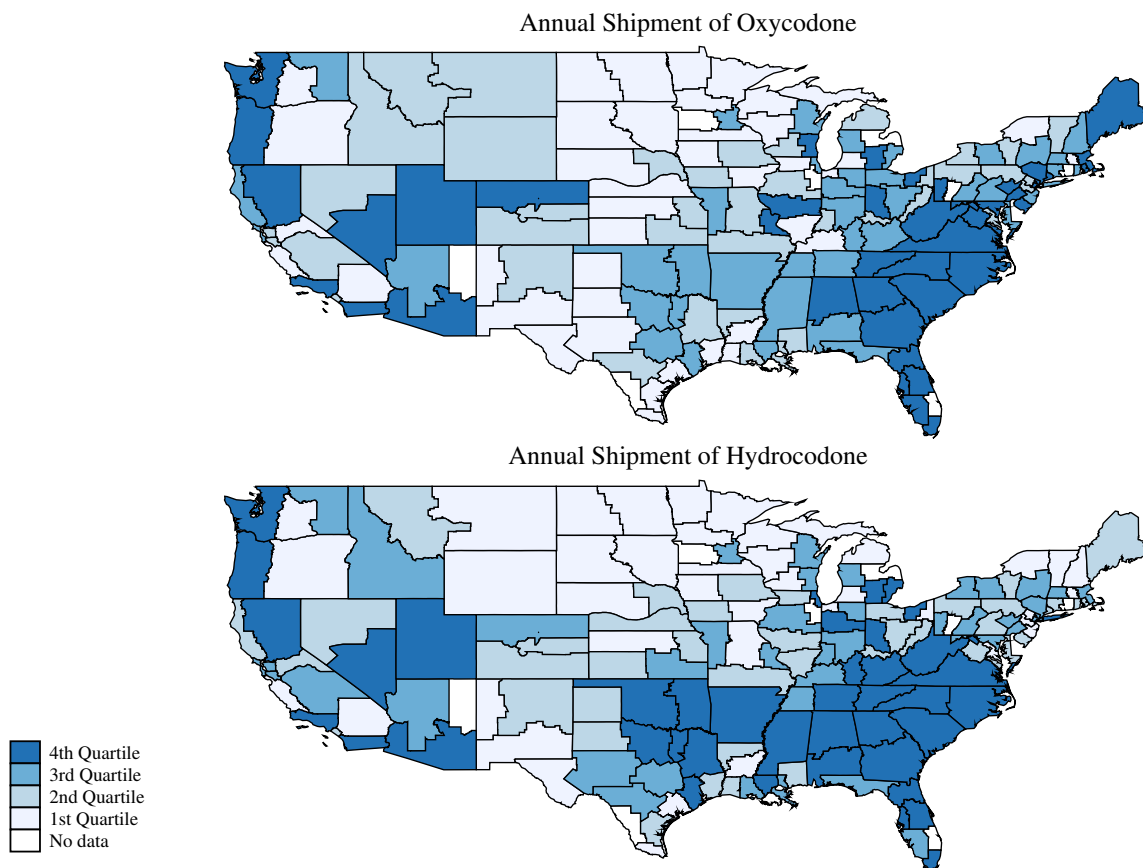 Annual Shipment of Oxycodone
Annual Shipment of Hydrocodone
4th Quartile
3rd Quartile
2nd Quartile
1st Quartile
No data